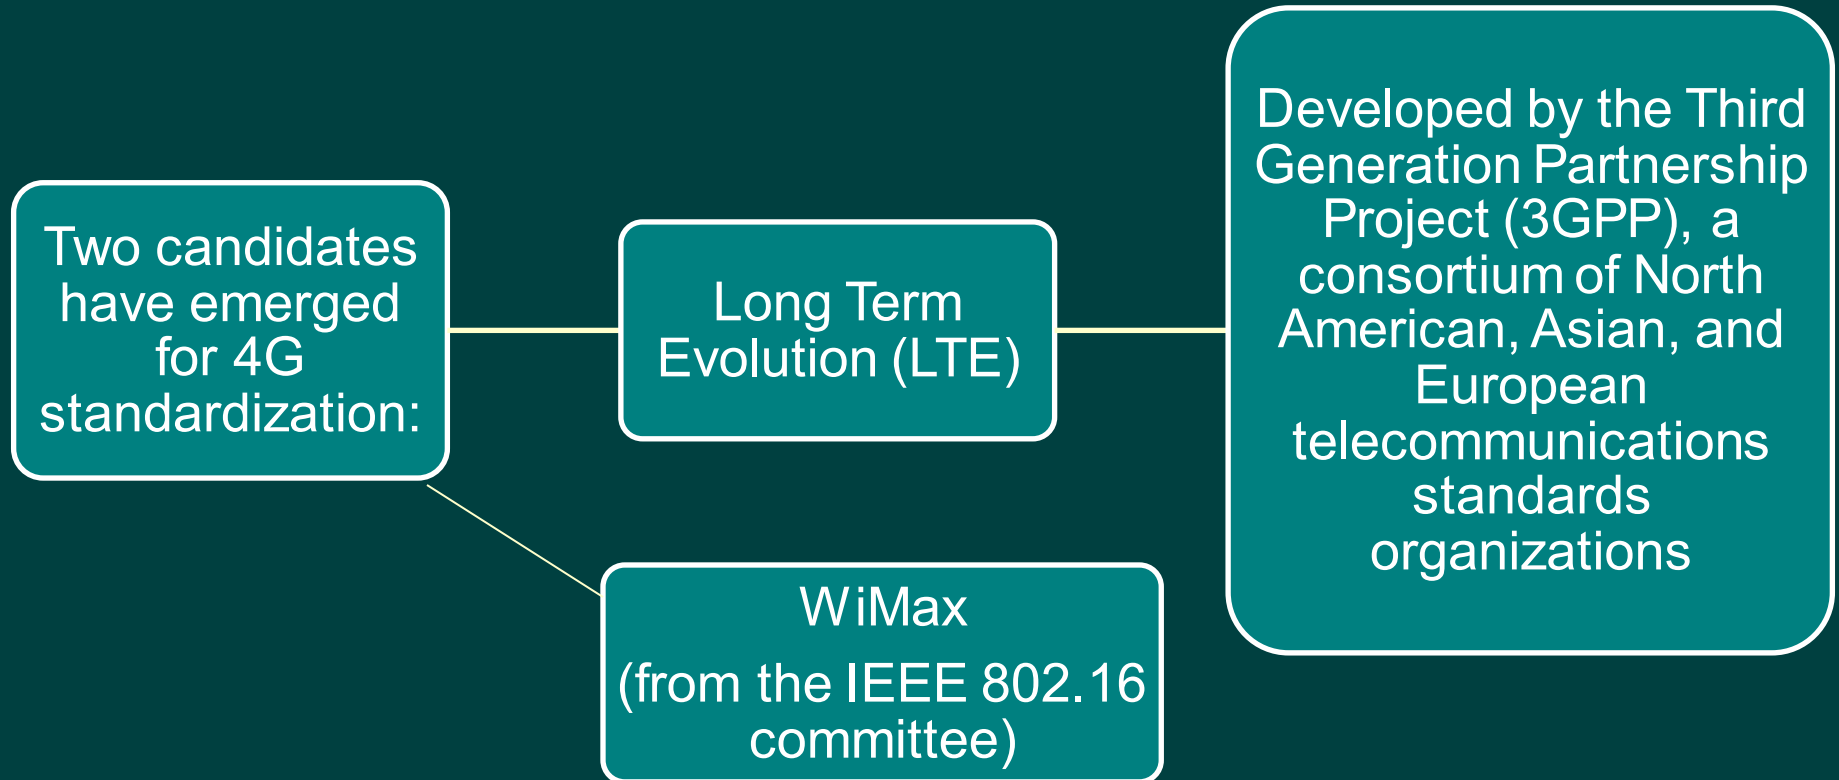 Two candidates
have emerged
for 4G
standardization:
Long Term
Evolution (LTE)
Developed by the Third
Generation Partnership
Project (3GPP), a
consortium of North
American, Asian, and
European
telecommunications
standards
organizations
WiMax
(from the IEEE 802.16
committee)